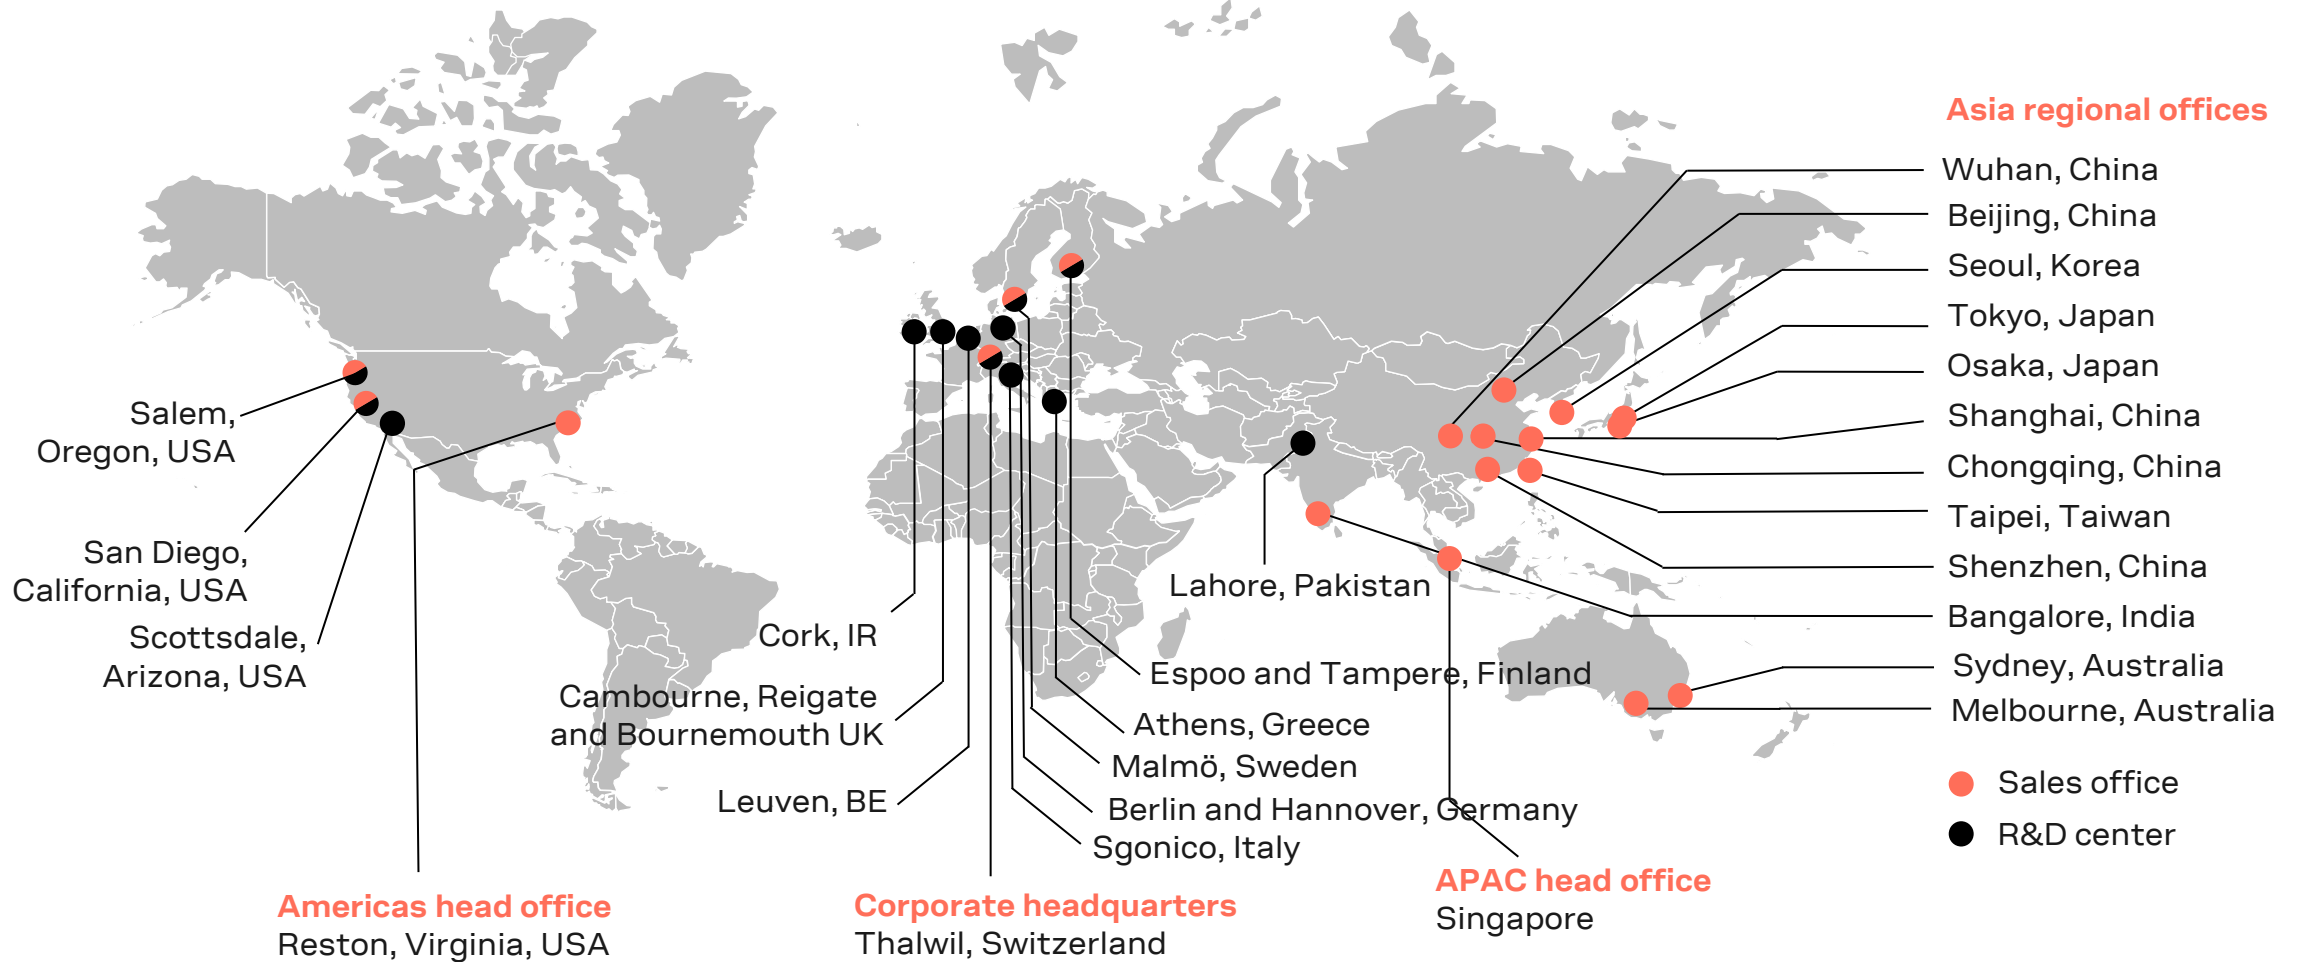 Asia regional offices
Wuhan, China
Beijing, China
Seoul, Korea
Tokyo, Japan
Osaka, Japan
Shanghai, China
Chongqing, China
Taipei, Taiwan
Shenzhen, China
Bangalore, India
Sydney, Australia
Melbourne, Australia
Sales office
R&D center
Salem,
Oregon, USA
San Diego,
California, USA
Scottsdale,
Arizona, USA
Americas head office
Reston, Virginia, USA
Cork, IR
Cambourne, Reigate
and Bournemouth UK
Leuven, BE
Corporate headquarters
Thalwil, Switzerland
Lahore, Pakistan
Espoo and Tampere, Finland
Athens, Greece
Malmö, Sweden
Berlin and Hannover, Germany
Sgonico, Italy
APAC head office
Singapore